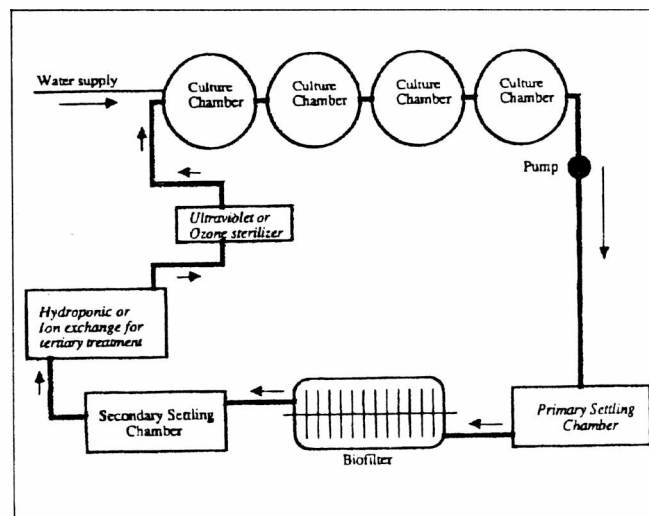 Water supply
Culture
Chamber
Culture
Chamber
Culture
Chamber
Culture
Chamber
Pump
Ultraviolet or
Ozone sterilizer
Hydroponic or
Ion exchange for
tertiary treatment
Secondary Settling
Chamber
Biofilter
Primary Settling
Chamber